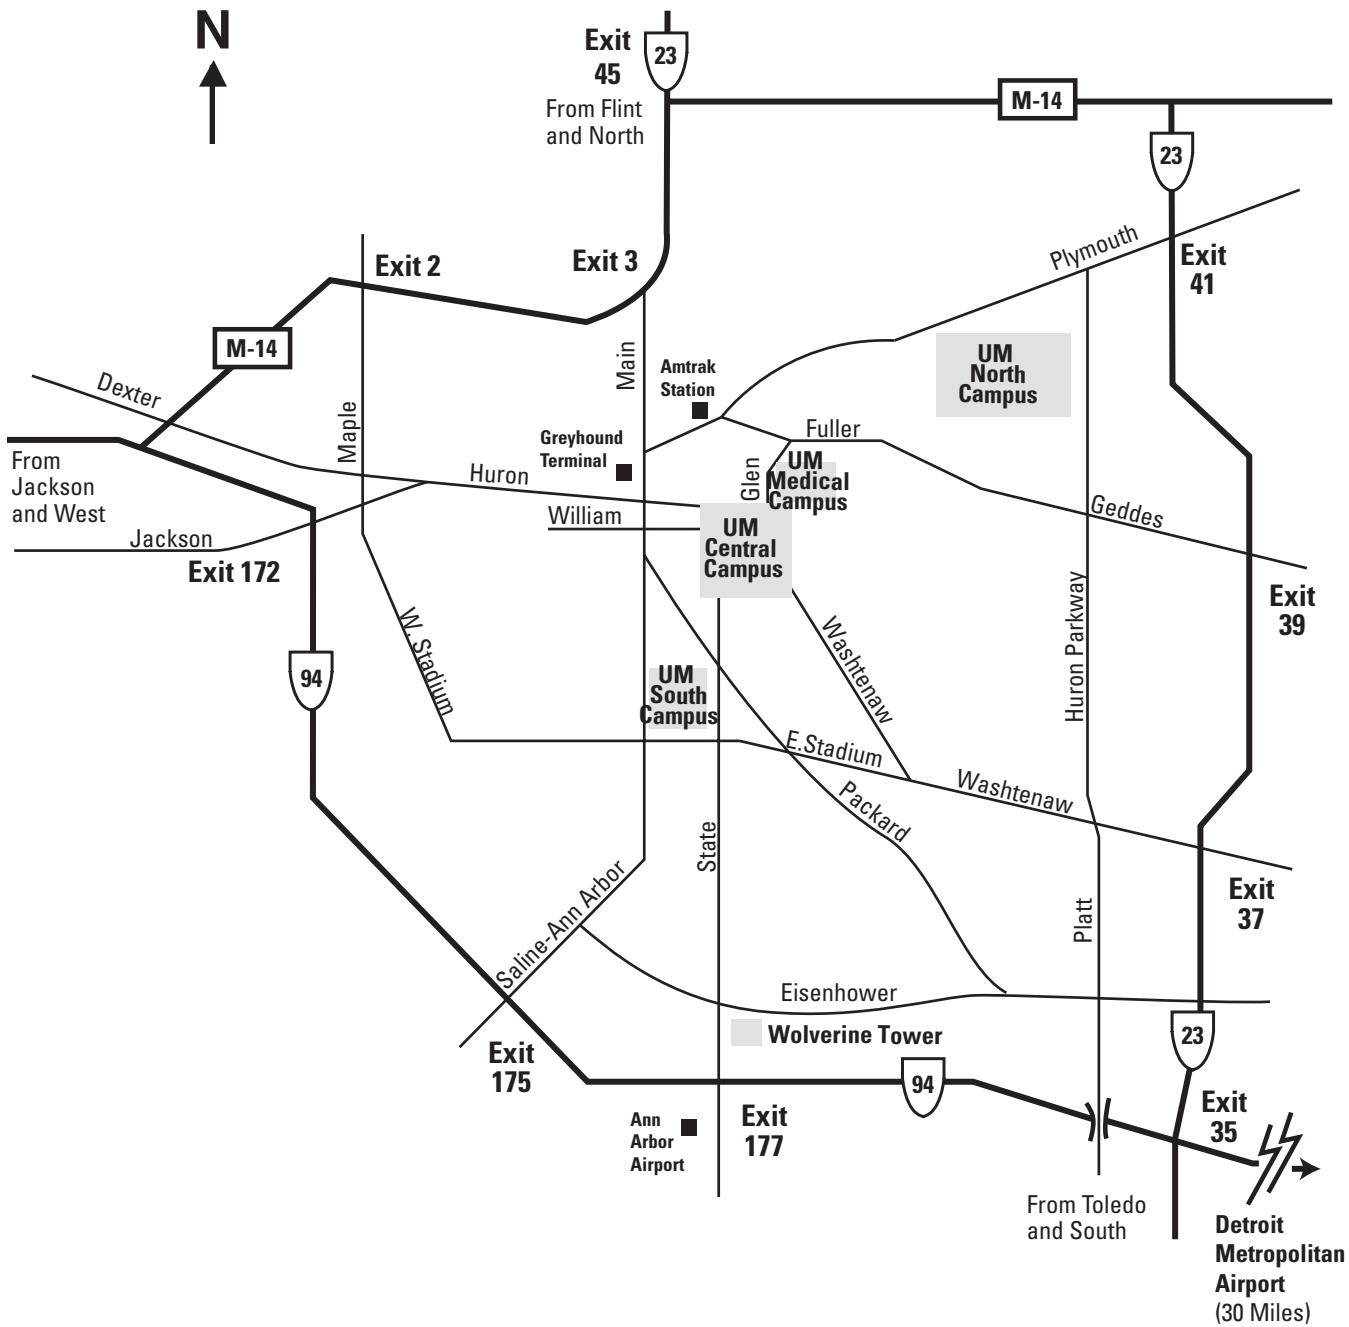 N
Exit
45
23
From Flint
and North
M-14
23
Plymouth
Exit
41
Exit 2
Exit 3
M-14
Dexter
Maple
Main
Amtrak
Station
UM
North
Campus
Greyhound
Terminal
Fuller
Glen
UM
Medical
Campus
From
Jackson
and West
Huron
William
Geddes
Jackson
Exit 172
UM
Central
Campus
Exit
39
W. Stadium
Washtenaw
Huron Parkway
94
UM
South
Campus
E.Stadium
Washtenaw
Packard
State
Saline-Ann Arbor
Platt
Exit
37
Eisenhower
Wolverine Tower
23
Exit
175
94
Ann
Arbor
Airport
Exit
177
Exit
35
From Toledo
and South
Detroit
Metropolitan
Airport
(30 Miles)